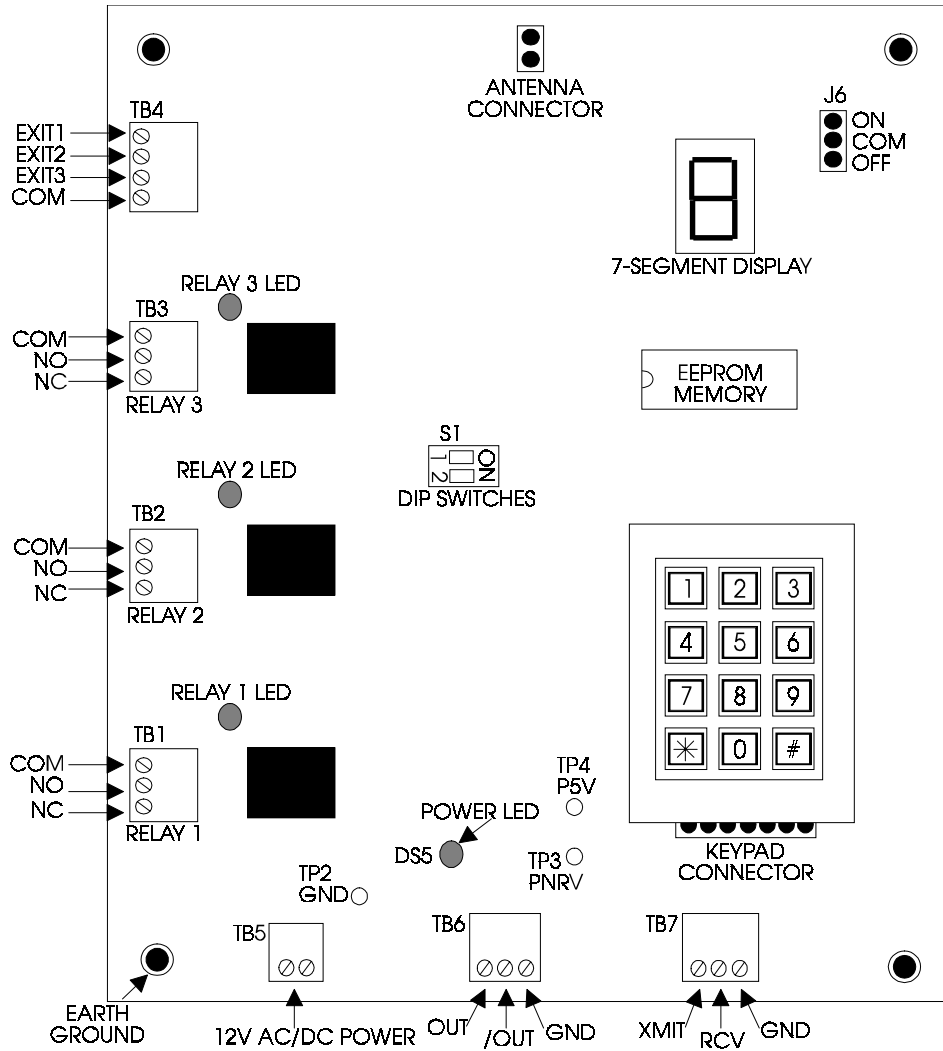 ANTENNA
CONNECTOR
J6
ON
COM
OFF
TB4
EXIT1
EXIT2
EXIT3
COM
7-SEGMENT DISPLAY
RELAY 3 LED
TB3
COM
NO
NC
RELAY 3
EEPROM
MEMORY
S1
1
2
ON
DIP SWITCHES
RELAY 2 LED
TB2
COM
NO
NC
RELAY 2
1 2 3
4 5 6
7 8 9
* 0 #
KEYPAD
CONNECTOR
RELAY 1 LED
TB1
COM
NO
NC
RELAY 1
TP4
P5V
POWER LED
DS5
TP3
PNRV
TP2
GND
TB5
TB6
TB7
EARTH
GROUND
12V AC/DC POWER
OUT
/OUT
GND
XMIT
RCV
GND